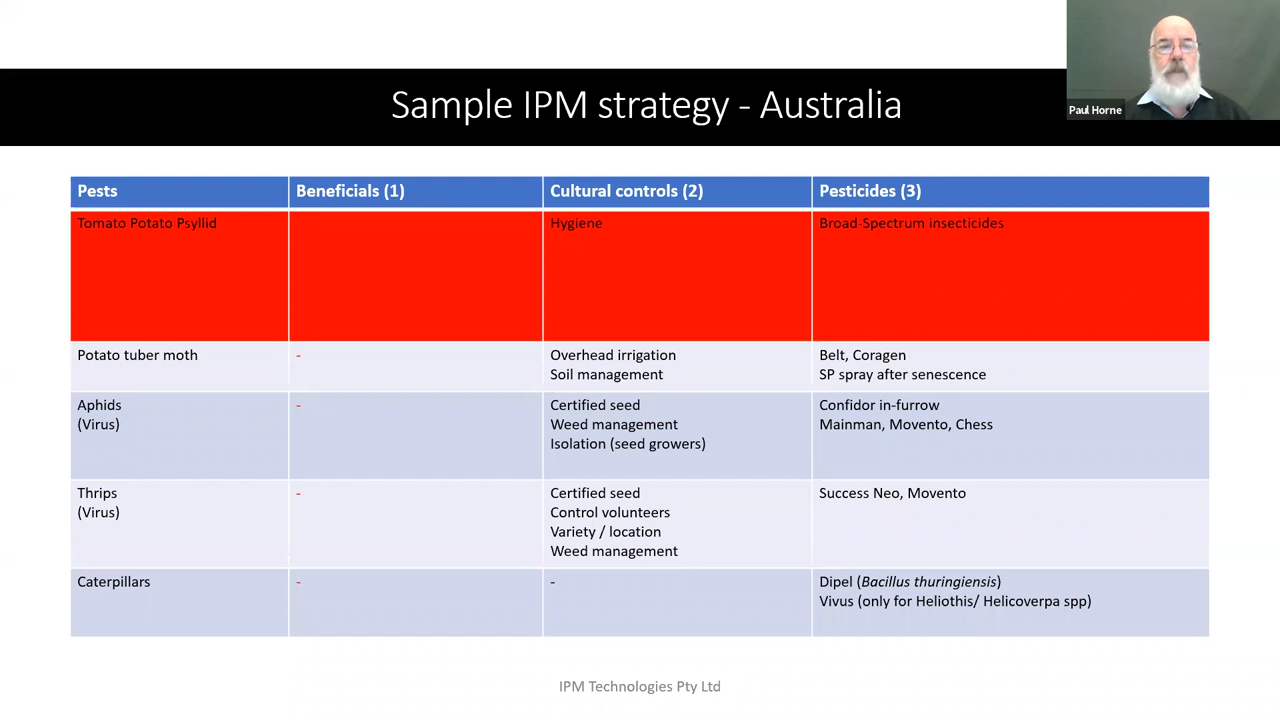 Sample IPM strategy - Australia
Paul Horne
Pests
Beneficials (1)
Cultural controls (2)
Pesticides (3)
Tomato Potato Psyllid
Hygiene
Broad-Spectrum insecticides
Potato tuber moth
-
Overhead irrigation
Soil management
Belt, Coragen
SP spray after senescence
Aphids
(Virus)
-
Certified seed
Weed management
Isolation (seed growers)
Confidor in-furrow
Mainman, Movento, Chess
Thrips
(Virus)
-
Certified seed
Control volunteers
Variety / location
Weed management
Success Neo, Movento
Caterpillars
-
-
Dipel (Bacillus thuringiensis)
Vivus (only for Heliothis/ Helicoverpa spp)
IPM Technologies Pty Ltd